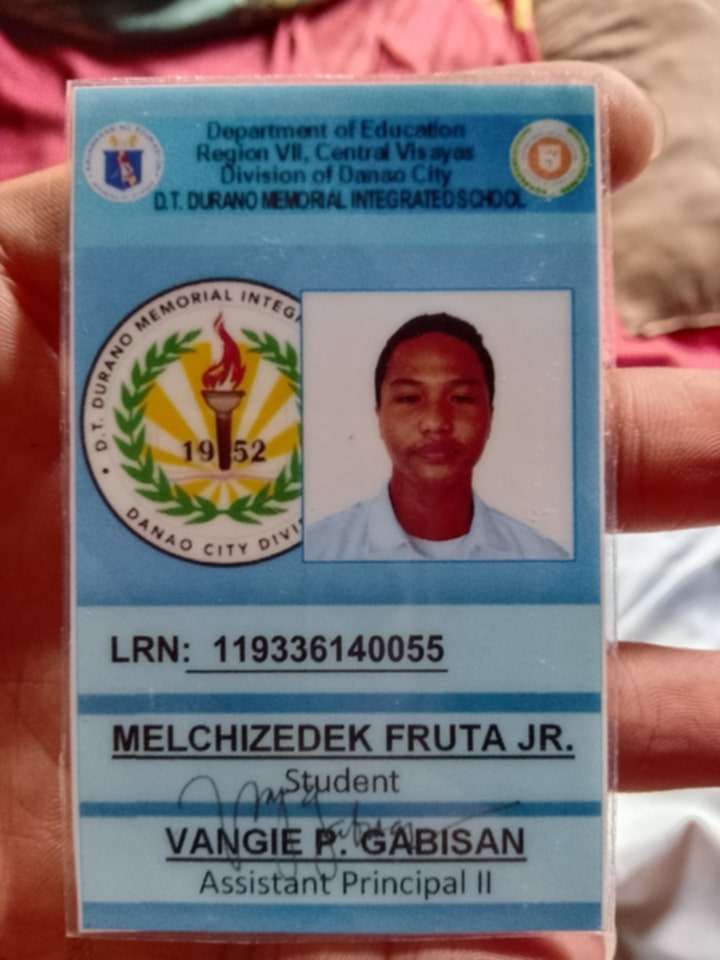 Department of Education
Region VII, Central Visayas
Division of Danao City
D.T. DURANO MEMORIAL INTEGRATED SCHOOL
D.T. DURANO MEMORIAL INTEG
1952
DANAO CITY DIVI
LRN: 119336140055
MELCHIZEDEK FRUTA JR.
Student
VANGIE P. GABISAN
Assistant Principal II